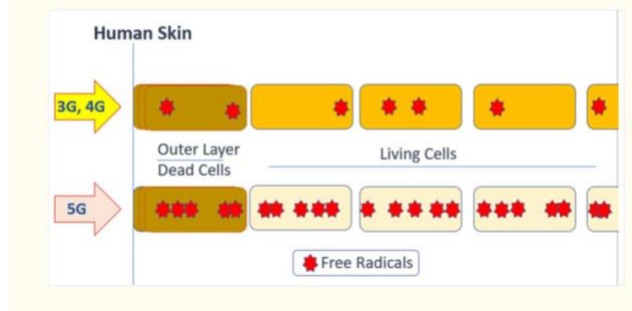 Human Skin
3G, 4G
Outer Layer
Dead Cells
Living Cells
5G
Free Radicals